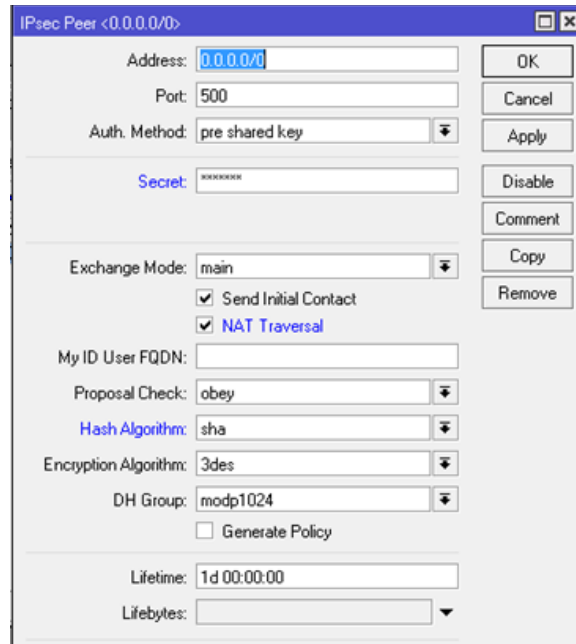 IPsec Peer <0.0.0.0/0>
Address: 0.0.0.0/0
OK
Port: 500
Cancel
Auth. Method: pre shared key
Apply
Secret: *******
Disable
Comment
Exchange Mode: main
Copy
Send Initial Contact
Remove
NAT Traversal
My ID User FQDN:
Proposal Check: obey
Hash Algorithm: sha
Encryption Algorithm: 3des
DH Group: modp1024
Generate Policy
Lifetime: 1d 00:00:00
Lifebytes: